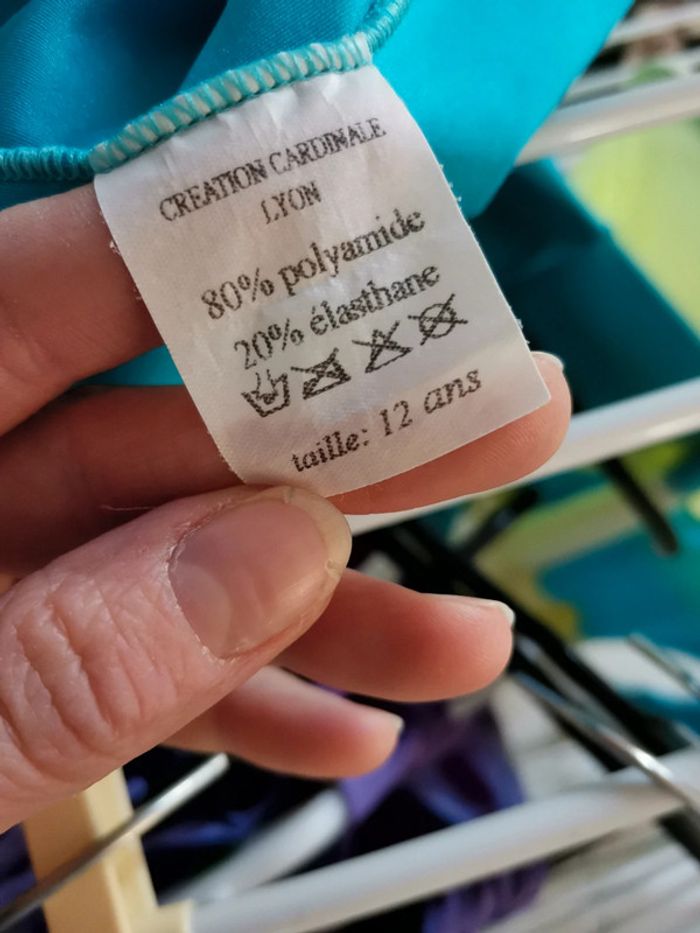 CREATION CARDINALE
LYON
80% polyamide
20% élasthane
taille: 12 ans